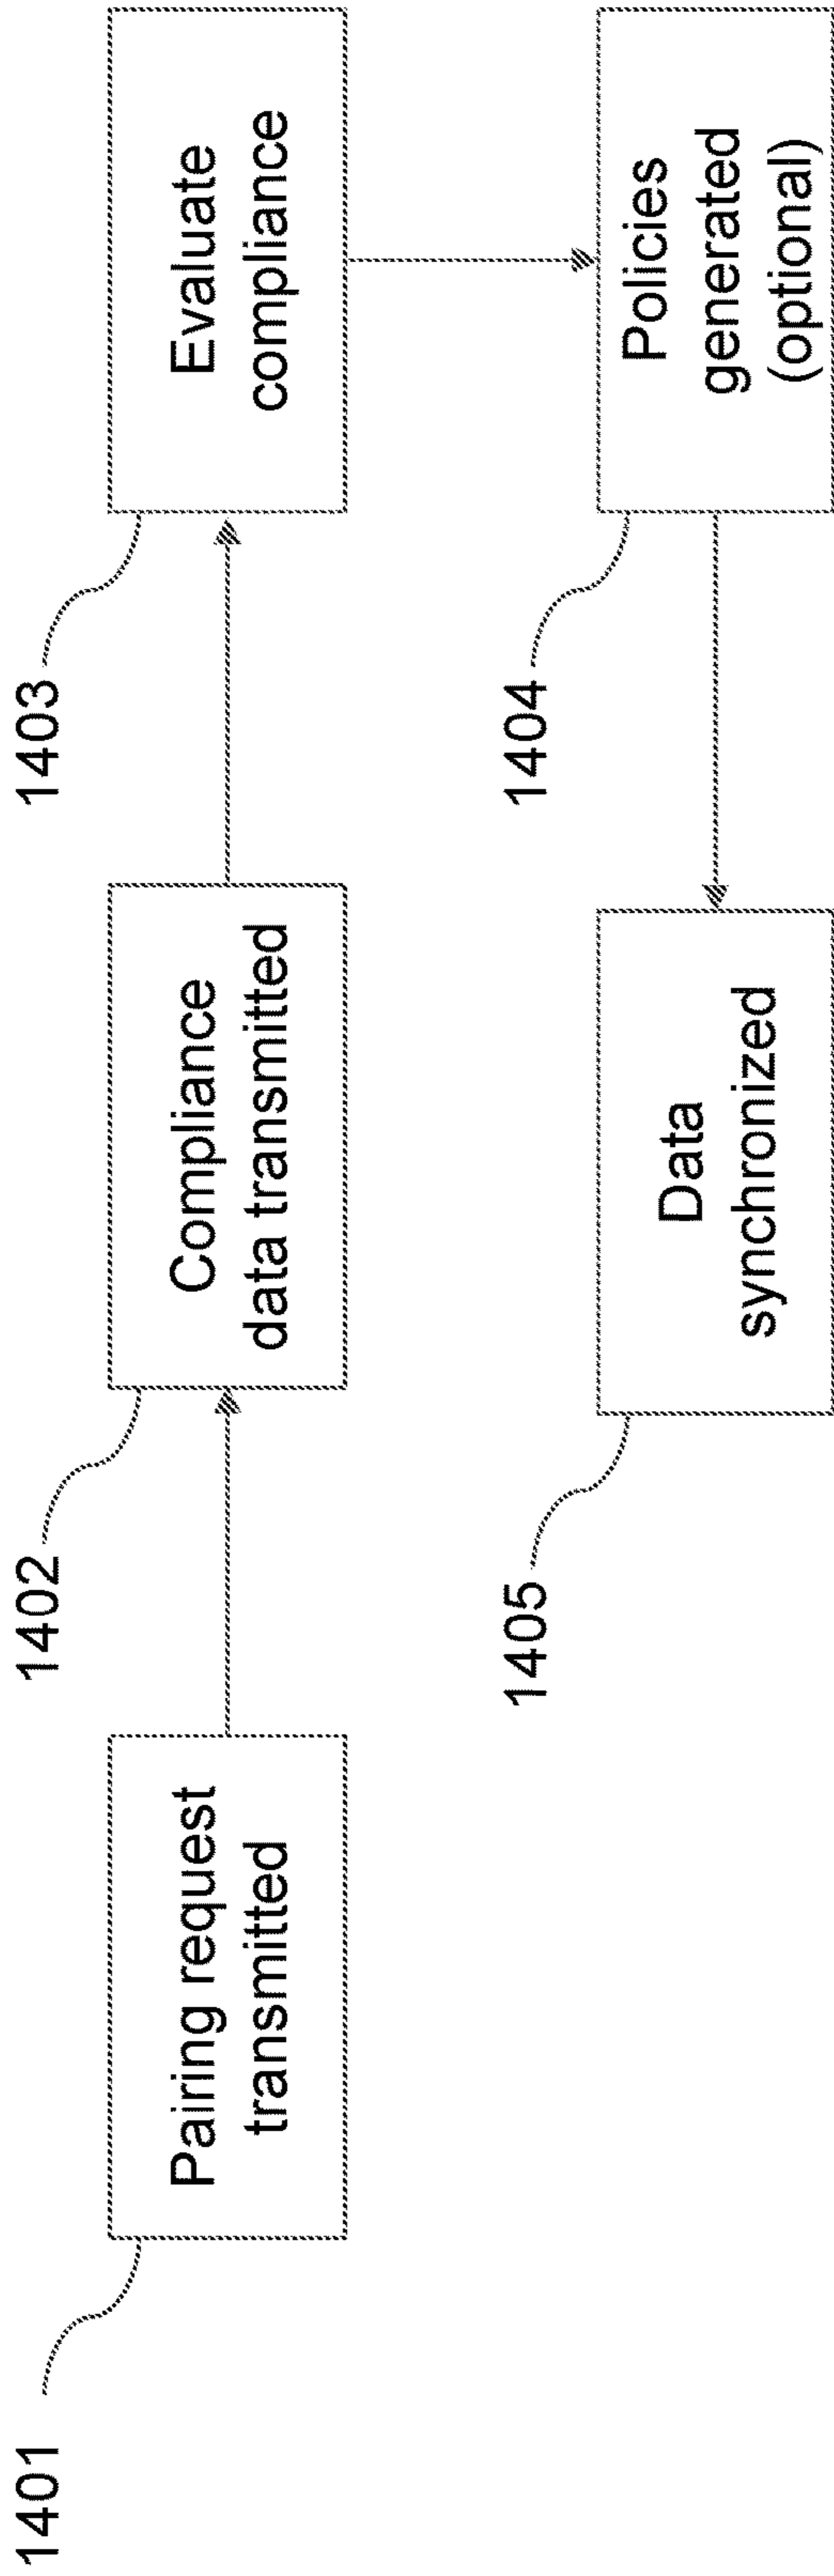 1401
Pairing request
transmitted
1402
Compliance
data transmitted
1403
Evaluate
compliance
1404
Policies
generated
(optional)
1405
Data
synchronized